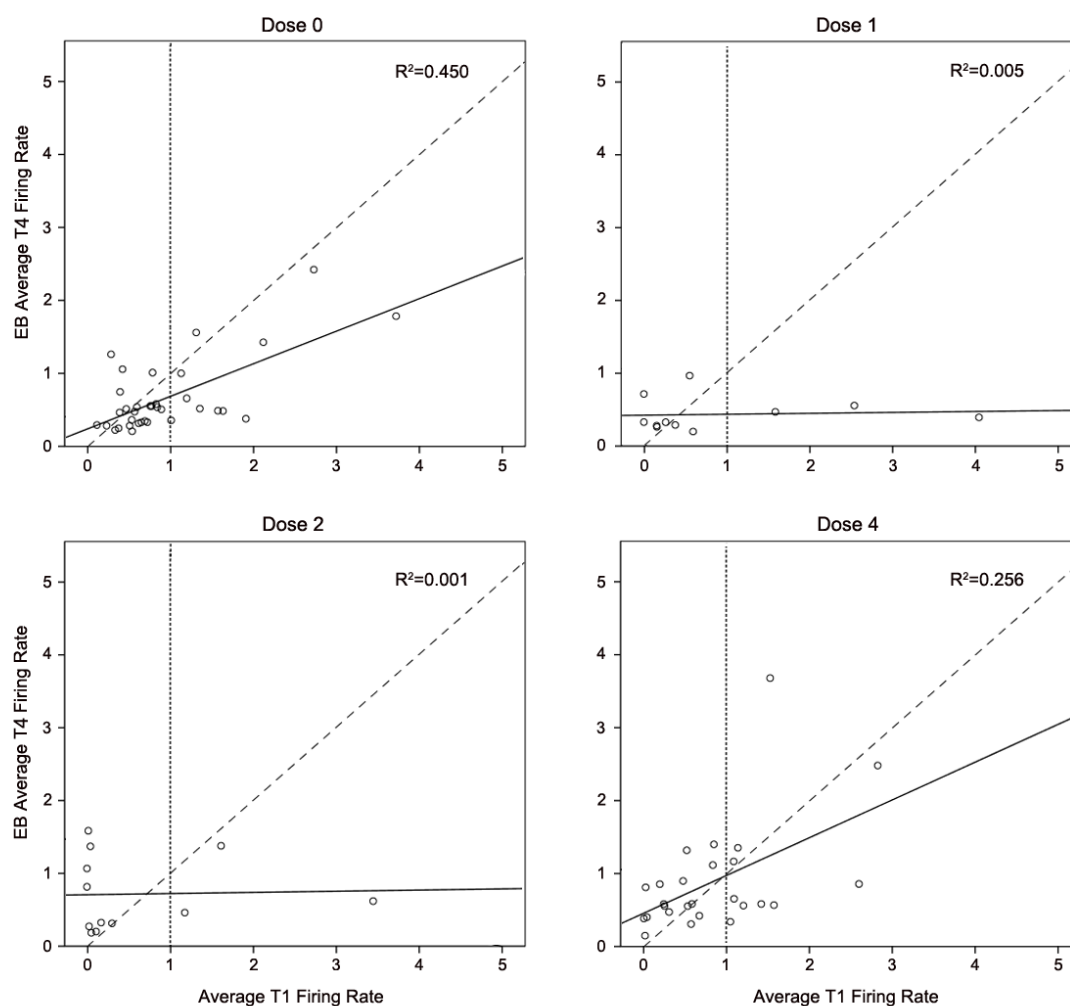 Dose 0
R²=0.450
EB Average T4 Firing Rate
5
4
3
2
1
0
0 1 2 3 4 5
Dose 1
R²=0.005
5
4
3
2
1
0
0 1 2 3 4 5
Dose 2
R²=0.001
EB Average T4 Firing Rate
5
4
3
2
1
0
0 1 2 3 4 5
Average T1 Firing Rate
Dose 4
R²=0.256
5
4
3
2
1
0
0 1 2 3 4 5
Average T1 Firing Rate